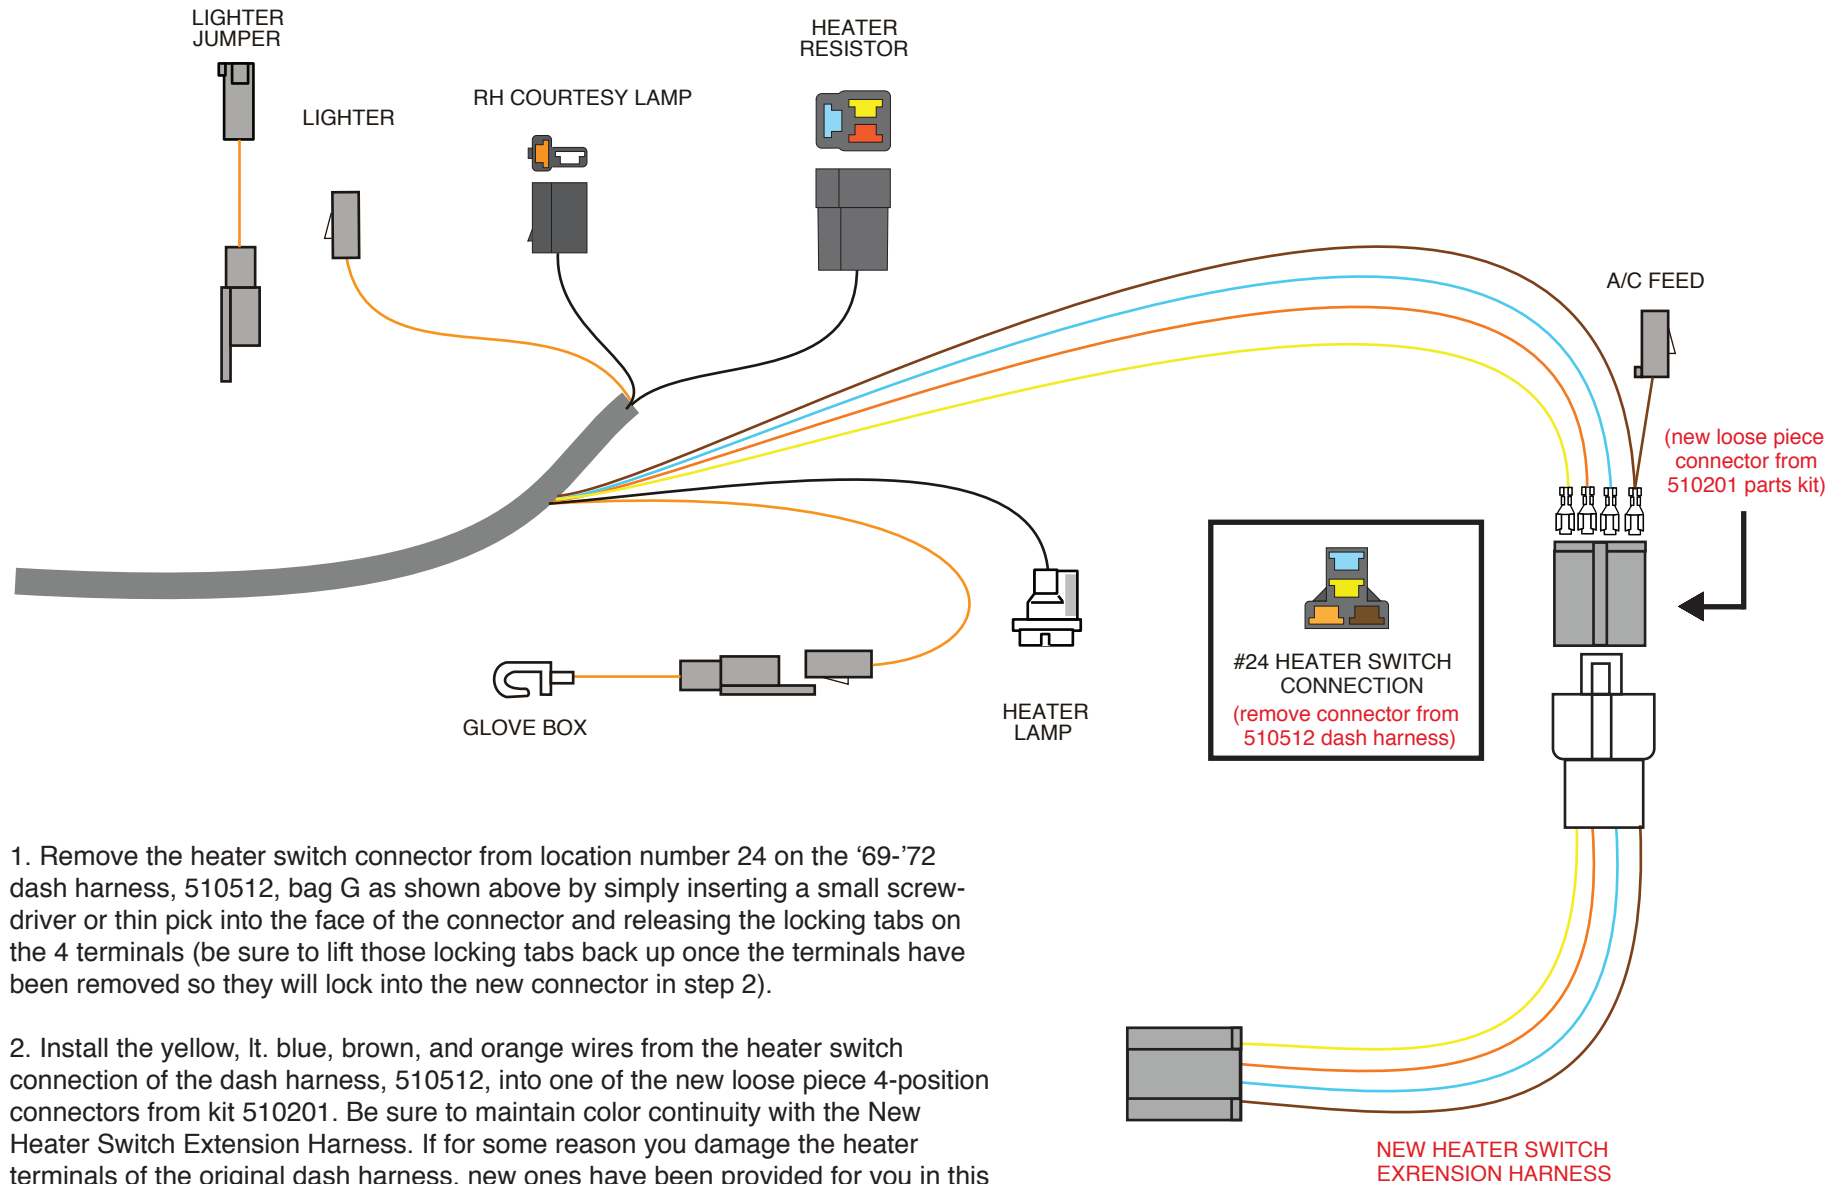 LIGHTER
JUMPER
LIGHTER
RH COURTESY LAMP
HEATER
RESISTOR
A/C FEED
(new loose piece
connector from
510201 parts kit)
#24 HEATER SWITCH
CONNECTION
(remove connector from
510512 dash harness)
GLOVE BOX
HEATER
LAMP
1. Remove the heater switch connector from location number 24 on the ‘69-’72
dash harness, 510512, bag G as shown above by simply inserting a small screw-
driver or thin pick into the face of the connector and releasing the locking tabs on
the 4 terminals (be sure to lift those locking tabs back up once the terminals have
been removed so they will lock into the new connector in step 2).
2. Install the yellow, lt. blue, brown, and orange wires from the heater switch
connection of the dash harness, 510512, into one of the new loose piece 4-position
connectors from kit 510201. Be sure to maintain color continuity with the New
Heater Switch Extension Harness. If for some reason you damage the heater
terminals of the original dash harness, new ones have been provided for you in this
NEW HEATER SWITCH
EXRENSION HARNESS